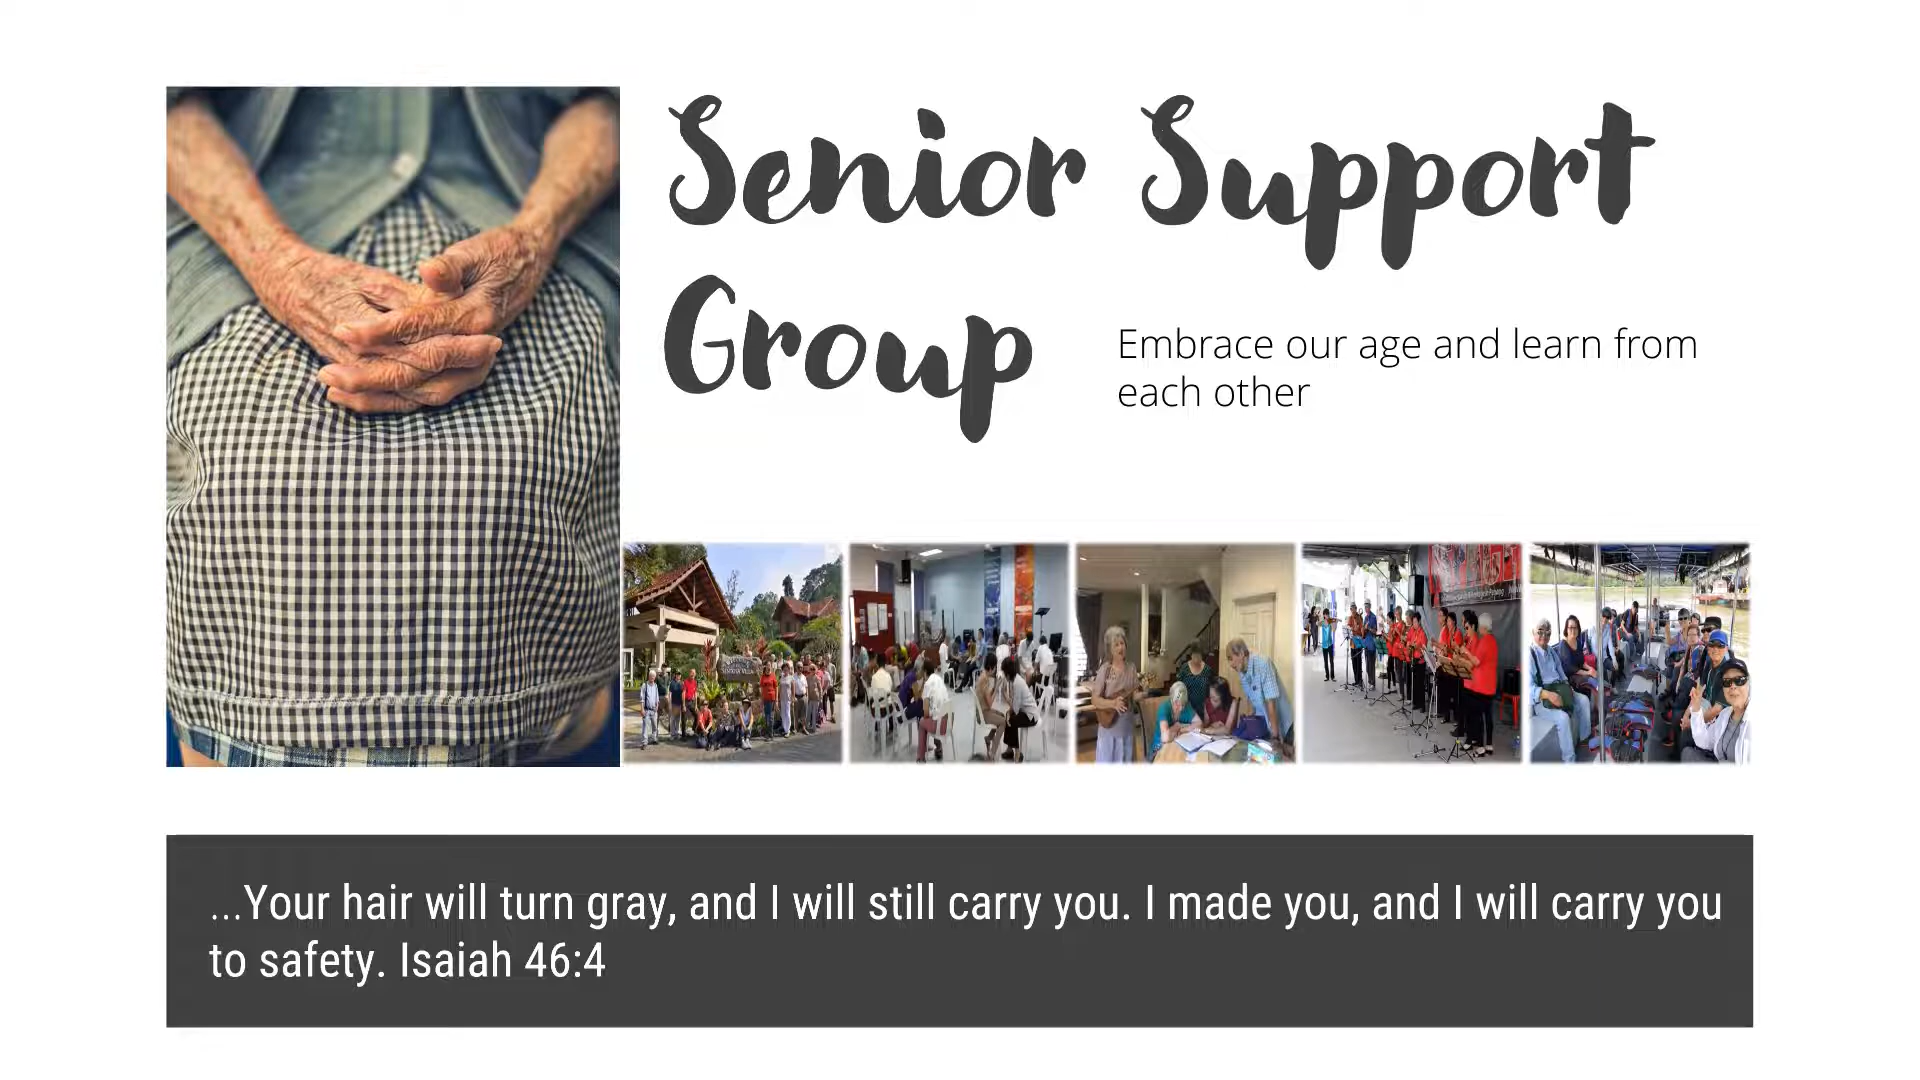 Senior Support
Group
Embrace our age and learn from
each other
...Your hair will turn gray, and I will still carry you. I made you, and I will carry you
to safety. Isaiah 46:4